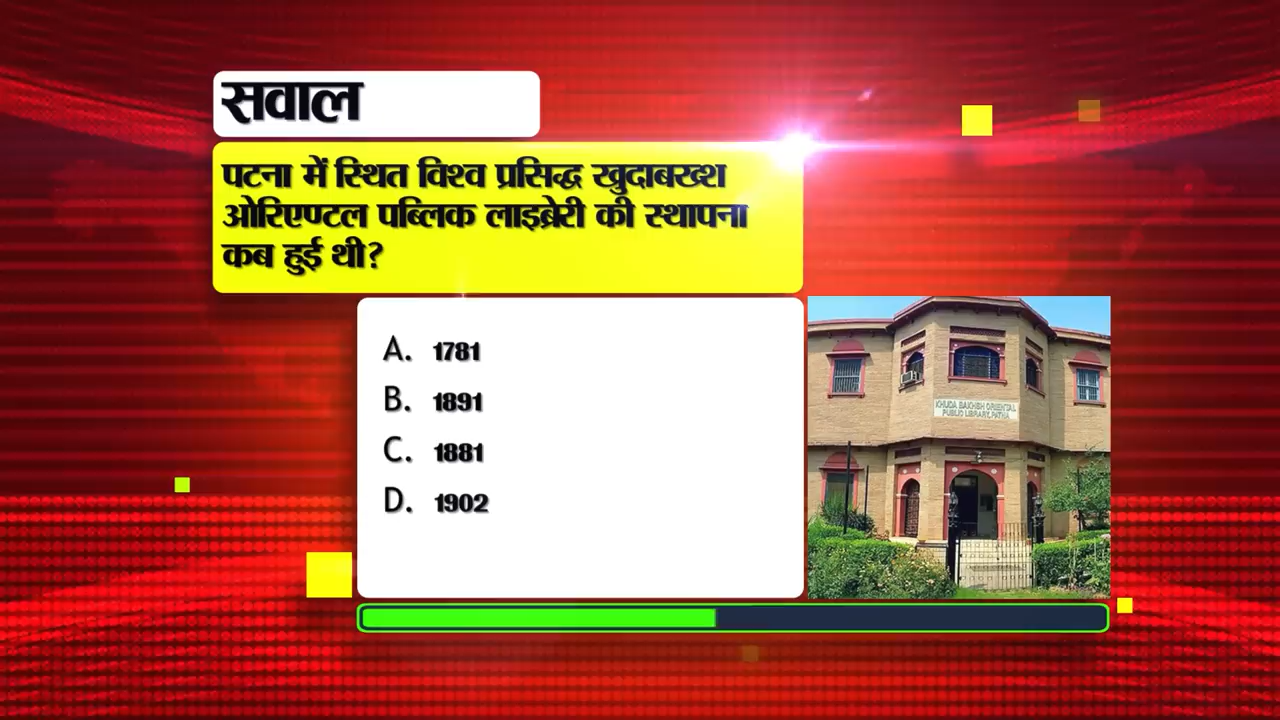 सवाल
पटना में स्थित विश्व प्रसिद्ध खुदाबख्श
ओरिएण्टल पब्लिक लाइब्रेरी की स्थापना
कब हुई थी?
A. 1781
B. 1891
C. 1881
D. 1902
KHUDA BAKHSH ORIENTAL
PUBLIC LIBRARY, PATNA